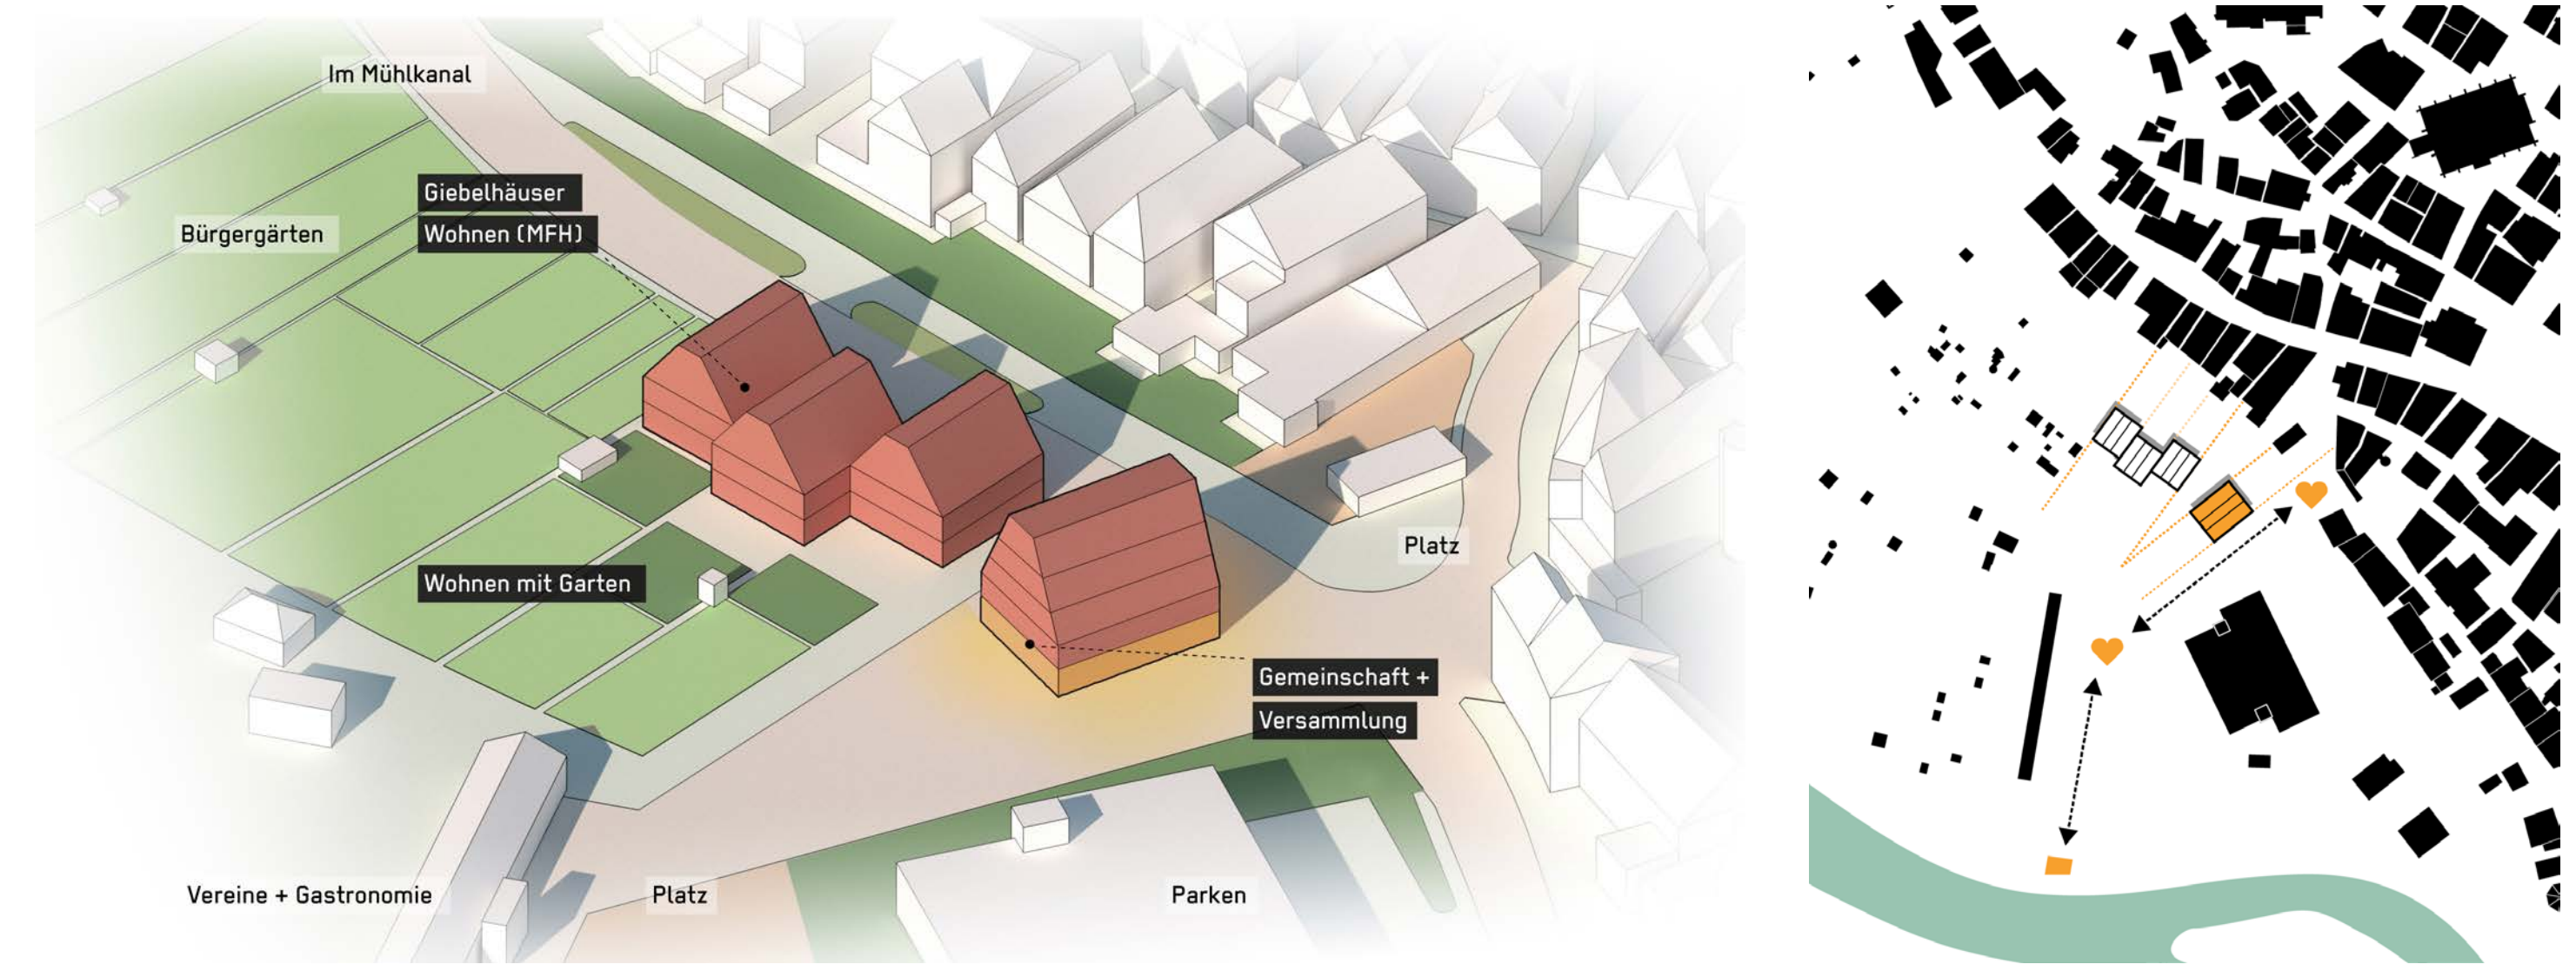 Im Mühlkanal
Giebelhäuser
Wohnen (MFH)
Bürgergärten
Platz
Wohnen mit Garten
Gemeinschaft +
Versammlung
Vereine + Gastronomie
Platz
Parken